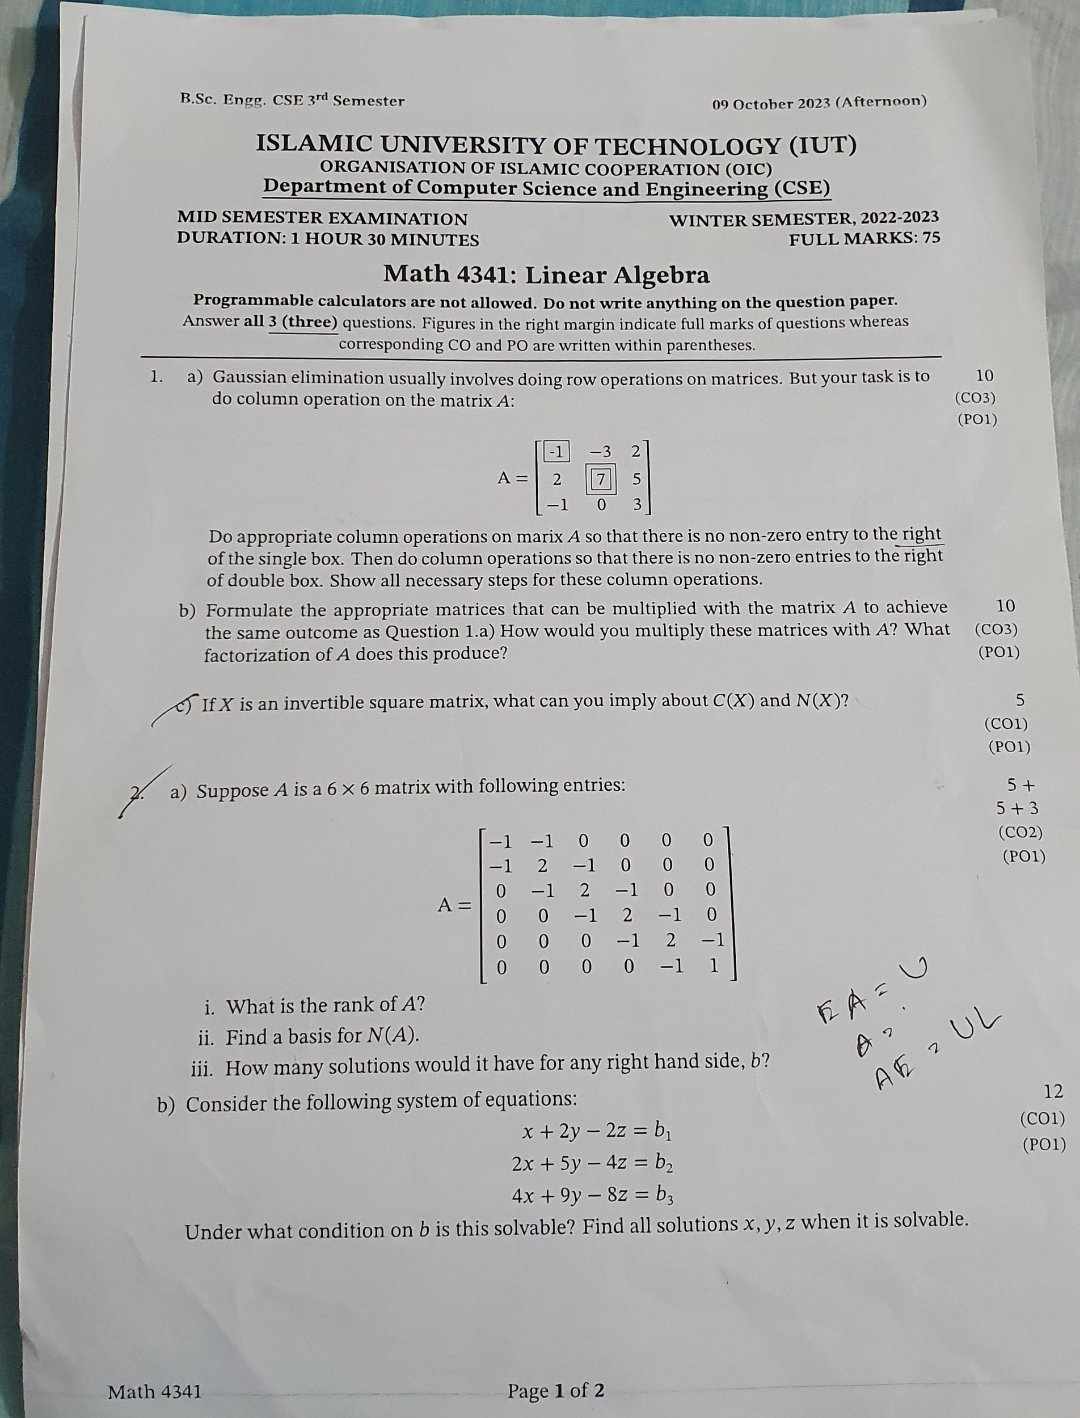 B.Sc. Engg. CSE 3rd Semester
09 October 2023 (Afternoon)
ISLAMIC UNIVERSITY OF TECHNOLOGY (IUT)
ORGANISATION OF ISLAMIC COOPERATION (OIC)
Department of Computer Science and Engineering (CSE)
MID SEMESTER EXAMINATION
WINTER SEMESTER, 2022-2023
DURATION: 1 HOUR 30 MINUTES
FULL MARKS: 75
Math 4341: Linear Algebra
Programmable calculators are not allowed. Do not write anything on the question paper.
Answer all 3 (three) questions. Figures in the right margin indicate full marks of questions whereas
corresponding CO and PO are written within parentheses.
1. a) Gaussian elimination usually involves doing row operations on matrices. But your task is to 10
do column operation on the matrix A: (CO3)
(PO1)
-1 −3 2
A = 2 7 5
−1 0 3
Do appropriate column operations on marix A so that there is no non-zero entry to the right
of the single box. Then do column operations so that there is no non-zero entries to the right
of double box. Show all necessary steps for these column operations.
b) Formulate the appropriate matrices that can be multiplied with the matrix A to achieve 10
the same outcome as Question 1.a) How would you multiply these matrices with A? What (CO3)
factorization of A does this produce? (PO1)
c) If X is an invertible square matrix, what can you imply about C(X) and N(X)? 5
(CO1)
(PO1)
2. a) Suppose A is a 6 × 6 matrix with following entries: 5 +
5 + 3
(CO2)
(PO1)
−1 −1 0 0 0 0
−1 2 −1 0 0 0
0 −1 2 −1 0 0
A =
0 0 −1 2 −1 0
0 0 0 −1 2 −1
0 0 0 0 −1 1
i. What is the rank of A?
ii. Find a basis for N(A).
iii. How many solutions would it have for any right hand side, b?
EA = U
A =
AE = UL
b) Consider the following system of equations: 12
(CO1)
(PO1)
x + 2y − 2z = b₁
2x + 5y − 4z = b₂
4x + 9y − 8z = b₃
Under what condition on b is this solvable? Find all solutions x, y, z when it is solvable.
Math 4341
Page 1 of 2